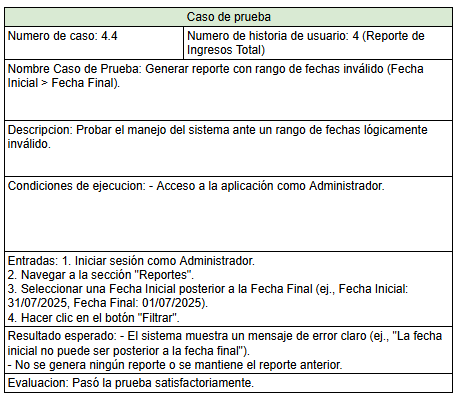 Caso de prueba
Numero de caso: 4.4
Numero de historia de usuario: 4 (Reporte de
Ingresos Total)
Nombre Caso de Prueba: Generar reporte con rango de fechas inválido (Fecha
Inicial > Fecha Final).
Descripcion: Probar el manejo del sistema ante un rango de fechas lógicamente
inválido.
Condiciones de ejecucion: - Acceso a la aplicación como Administrador.
Entradas: 1. Iniciar sesión como Administrador.
2. Navegar a la sección "Reportes".
3. Seleccionar una Fecha Inicial posterior a la Fecha Final (ej., Fecha Inicial:
31/07/2025, Fecha Final: 01/07/2025).
4. Hacer clic en el botón "Filtrar".
Resultado esperado: - El sistema muestra un mensaje de error claro (ej., "La fecha
inicial no puede ser posterior a la fecha final").
- No se genera ningún reporte o se mantiene el reporte anterior.
Evaluacion: Pasó la prueba satisfactoriamente.